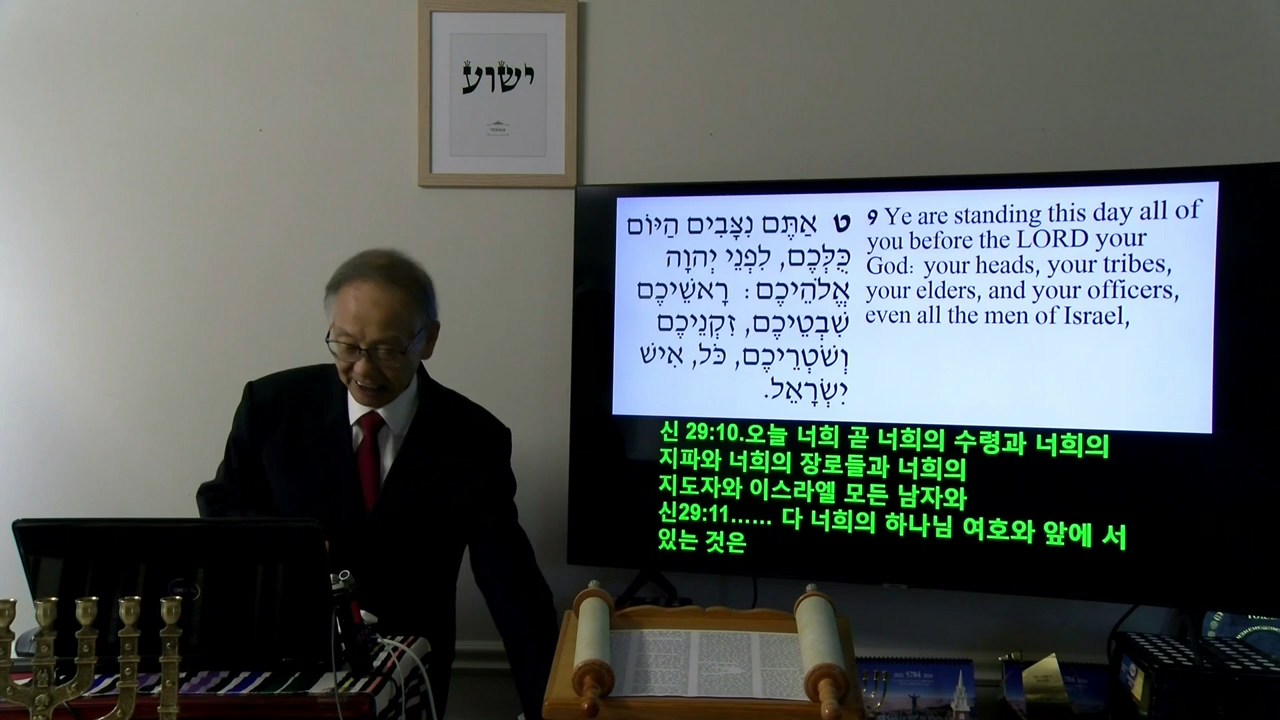 ישוע
YESHUA
ט אַתֶּם נִצָּבִים הַיּוֹם
כֻּלְּכֶם, לִפְנֵי יְהוָה
אֱלֹהֵיכֶם: רָאשֵׁיכֶם
שִׁבְטֵיכֶם, זִקְנֵיכֶם
וְשֹׁטְרֵיכֶם, כֹּל, אִישׁ
יִשְׂרָאֵל.
9 Ye are standing this day all of
you before the LORD your
God: your heads, your tribes,
your elders, and your officers,
even all the men of Israel,
신 29:10.오늘 너희 곧 너희의 수령과 너희의
지파와 너희의 장로들과 너희의
지도자와 이스라엘 모든 남자와
신29:11...... 다 너희의 하나님 여호와 앞에 서
있는 것은
5784